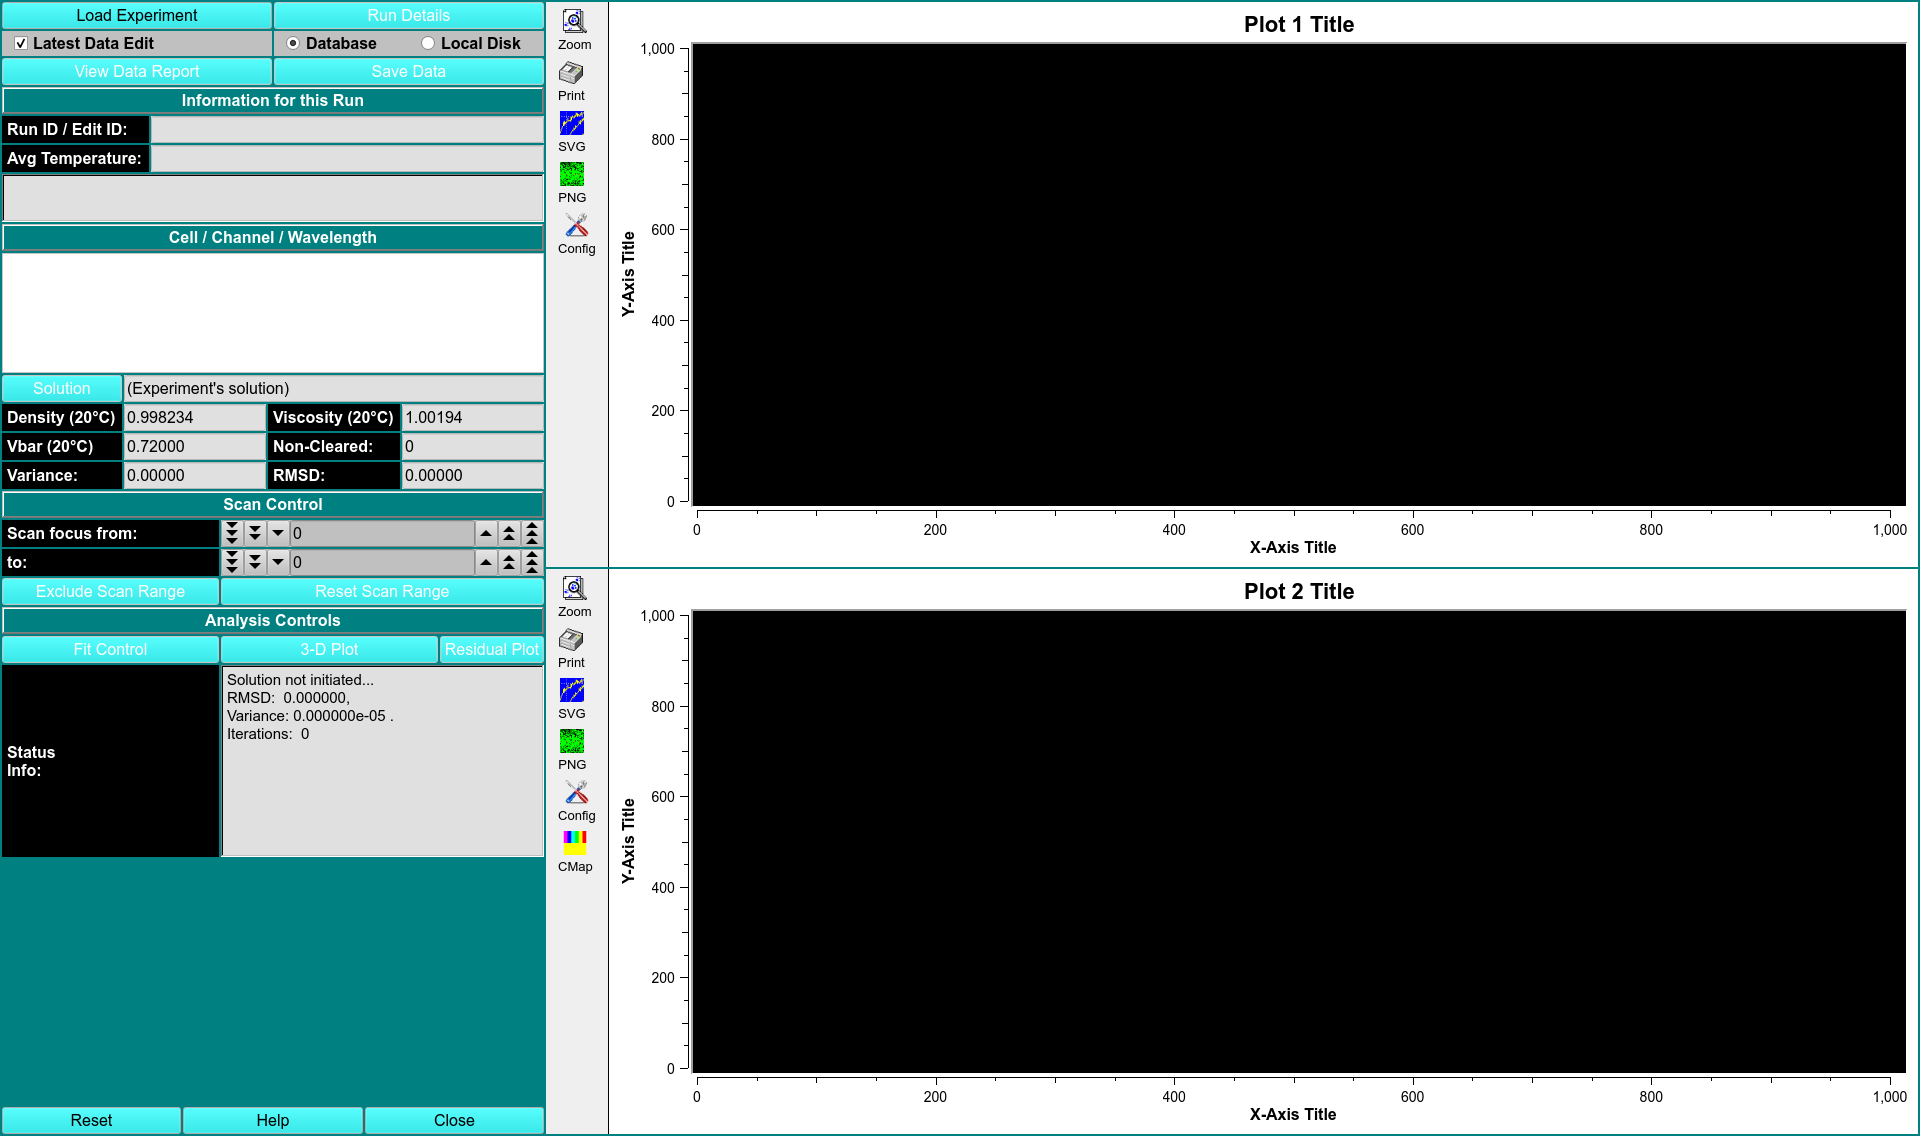 Load Experiment
Run Details
Latest Data Edit
Database
Local Disk
View Data Report
Save Data
Information for this Run
Run ID / Edit ID:
Avg Temperature:
Cell / Channel / Wavelength
Solution
(Experiment's solution)
Density (20°C)
0.998234
Viscosity (20°C)
1.00194
Vbar (20°C)
0.72000
Non-Cleared:
0
Variance:
0.00000
RMSD:
0.00000
Scan Control
Scan focus from:
0
to:
0
Exclude Scan Range
Reset Scan Range
Analysis Controls
Fit Control
3-D Plot
Residual Plot
Status
Info:
Solution not initiated...
RMSD:  0.000000,
Variance: 0.000000e-05 .
Iterations:  0
Reset
Help
Close
Zoom
Print
SVG
PNG
Config
Plot 1 Title
Y-Axis Title
1,000
800
600
400
200
0
0
200
400
600
800
1,000
X-Axis Title
Zoom
Print
SVG
PNG
Config
CMap
Plot 2 Title
Y-Axis Title
1,000
800
600
400
200
0
0
200
400
600
800
1,000
X-Axis Title